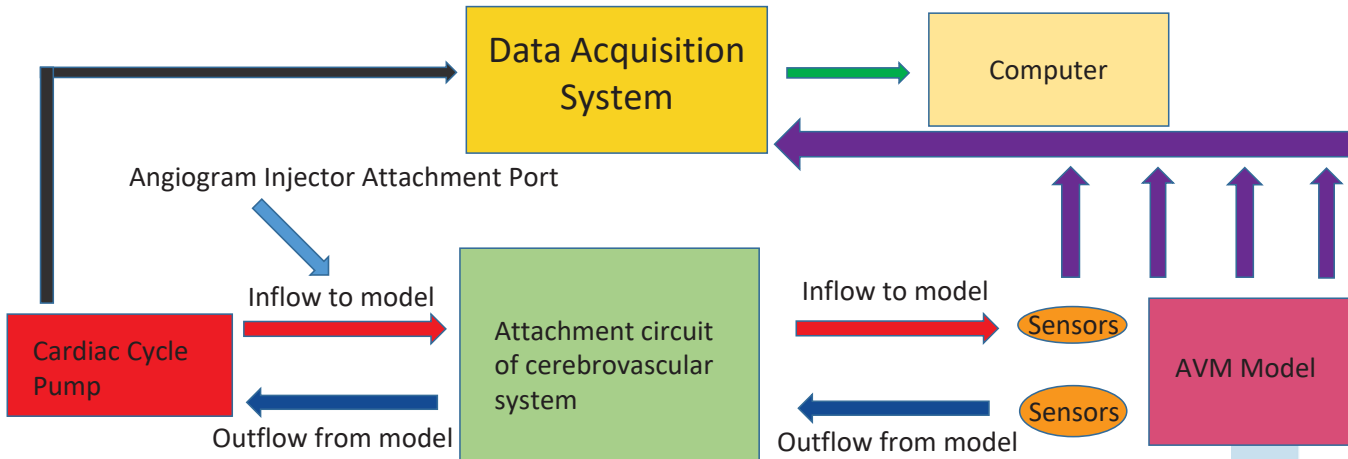 Data Acquisition
System
Computer
Angiogram Injector Attachment Port
Inflow to model
Inflow to model
Cardiac Cycle
Pump
Attachment circuit
of cerebrovascular
system
Sensors
AVM Model
Sensors
Outflow from model
Outflow from model